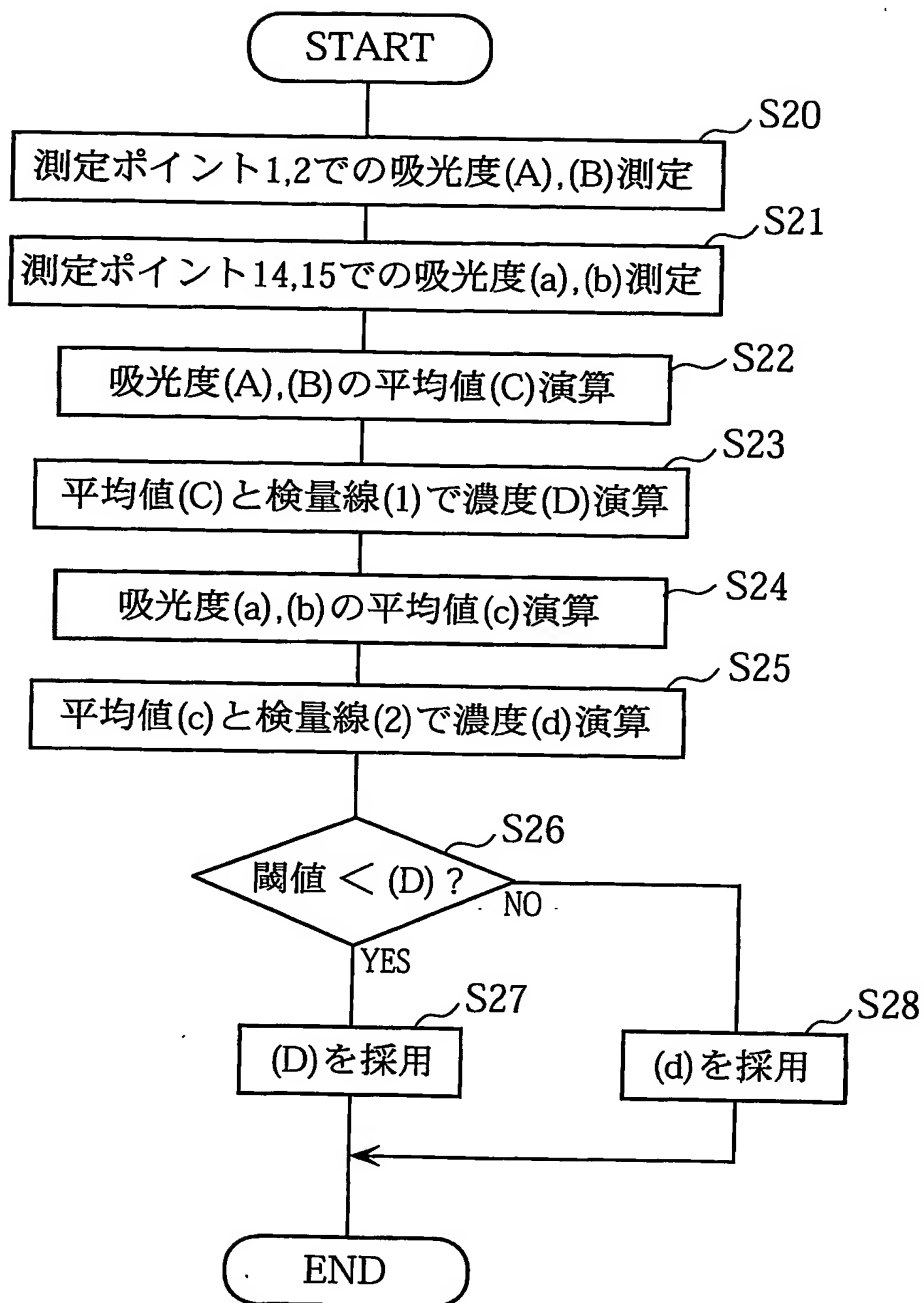 START
S20
測定ポイント1,2での吸光度(A),(B)測定
S21
測定ポイント14,15での吸光度(a),(b)測定
S22
吸光度(A),(B)の平均値(C)演算
S23
平均値(C)と検量線(1)で濃度(D)演算
S24
吸光度(a),(b)の平均値(c)演算
S25
平均値(c)と検量線(2)で濃度(d)演算
S26
閾値 < (D) ?
NO
YES
S27
(D)を採用
S28
(d)を採用
END